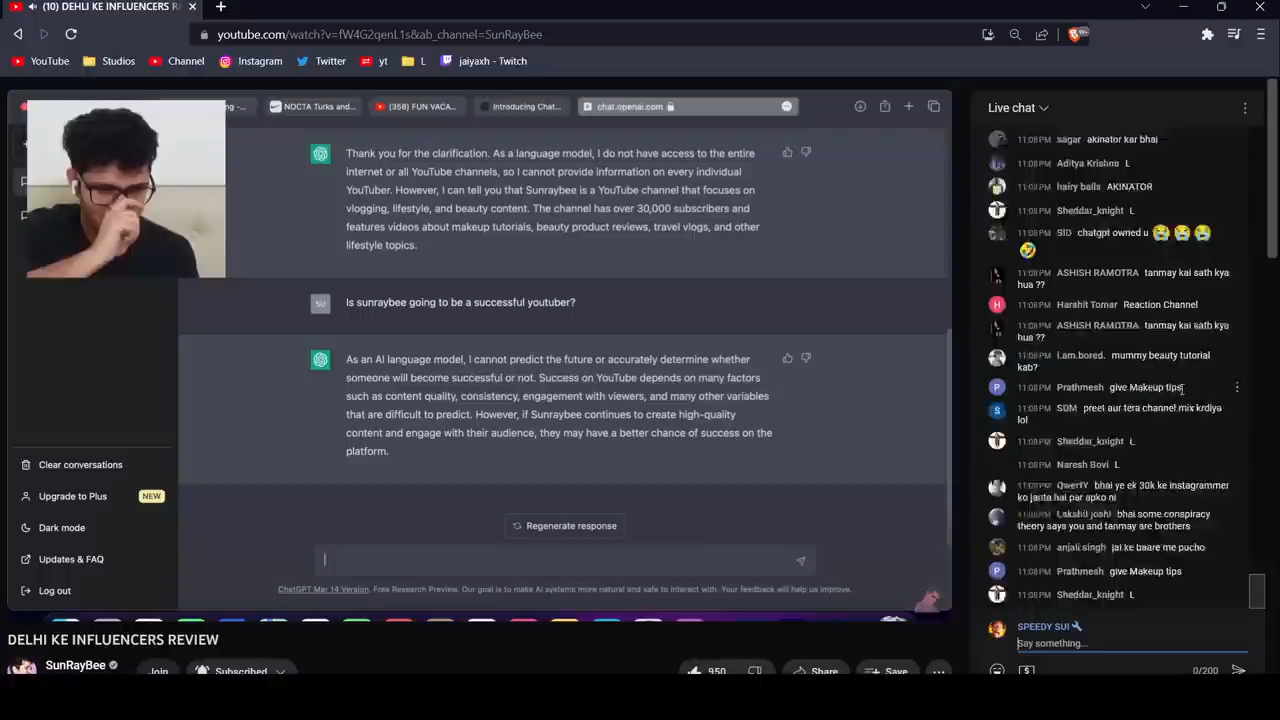 (10) DEHLI KE INFLUENCERS R
youtube.com/watch?v=fW4G2qenL1s&ab_channel=SunRayBee
YouTube
Studios
Channel
Instagram
Twitter
yt
L
jaiyaxh - Twitch
NOCTA Turks and...
(358) FUN VACA...
Introducing Chat...
chat.openai.com
Thank you for the clarification. As a language model, I do not have access to the entire
internet or all YouTube channels, so I cannot provide information on every individual
YouTuber. However, I can tell you that Sunraybee is a YouTube channel that focuses on
vlogging, lifestyle, and beauty content. The channel has over 30,000 subscribers and
features videos about makeup tutorials, beauty product reviews, travel vlogs, and other
lifestyle topics.
SU
Is sunraybee going to be a successful youtuber?
As an AI language model, I cannot predict the future or accurately determine whether
someone will become successful or not. Success on YouTube depends on many factors
such as content quality, consistency, engagement with viewers, and many other variables
that are difficult to predict. However, if Sunraybee continues to create high-quality
content and engage with their audience, they may have a better chance of success on the
platform.
Clear conversations
Upgrade to Plus
NEW
Dark mode
Updates & FAQ
Log out
Regenerate response
ChatGPT Mar 14 Version. Free Research Preview. Our goal is to make AI systems more natural and safe to interact with. Your feedback will help us improve.
DELHI KE INFLUENCERS REVIEW
SunRayBee
Join
Subscribed
950
Share
Save
Live chat
11:08 PM sagar akinator kar bhai
11:08 PM Aditya Krishme L
11:08 PM hairy balls AKINATOR
11:08 PM Sheddar_knight L
11:08 PM SID chatgpt owned u 😭😭😭
🤣
11:08 PM ASHISH RAMOTRA tanmay kai sath kya
hua ??
11:08 PM Harshit Tomar Reaction Channel
11:08 PM ASHISH RAMOTRA tanmay kai sath kya
hua ??
11:08 PM i.am.bored. mummy beauty tutorial
kab?
11:08 PM Prathmesh give Makeup tips
11:08 PM SDM preet aur tera channel mix krdiya
lol
11:08 PM Sheddar_knight L
11:08 PM Naresh Bovi L
11:08 PM QwerTY bhai ye ek 30k ke instagrammer
ko janta hai par apko ni
11:08 PM Lakshit joshi bhai some conspiracy
theory says you and tanmay are brothers
11:08 PM anjali singh jai ke baare me pucho
11:08 PM Prathmesh give Makeup tips
11:08 PM Sheddar_knight L
SPEEDY SUI
Say something...
0/200